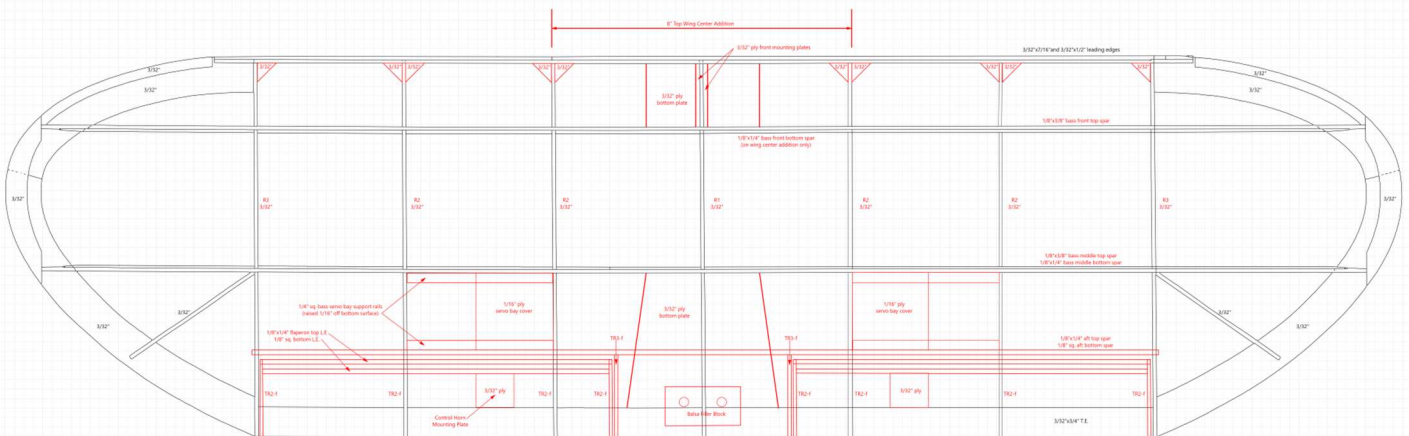 8" Top Wing Center Addition
3/32" ply front mounting plates
3/32"x7/16"and 3/32"x1/2" leading edges
3/32"
3/32"
3/32"
3/32"
3/32"
3/32"
3/32"
3/32"
3/32"
3/32"
3/32"
3/32"
3/32"
3/32"
3/32" ply
bottom plate
1/8"x3/8" bass front top spar
1/8"x1/4" bass front bottom spar
(on wing center addition only)
3/32"
R3
3/32"
R2
3/32"
R2
3/32"
R1
3/32"
R2
3/32"
R2
3/32"
R3
3/32"
3/32"
1/8"x3/8" bass middle top spar
1/8"x1/4" bass middle bottom spar
1/4" sq. bass servo bay support rails
(raised 1/16" off bottom surface)
1/16" ply
servo bay cover
3/32" ply
bottom plate
1/16" ply
servo bay cover
3/32"
3/32"
3/32"
3/32"
1/8"x1/4" flaperon top L.E
1/8" sq. bottom L.E.
TR3-f
TR3-f
1/8"x1/4" aft top spar
1/8" sq. aft bottom spar
TR2-f
TR2-f
3/32" ply
TR2-f
TR2-f
TR2-f
TR2-f
TR2-f
TR2-f
Control Horn
Mounting Plate
Balsa Filler Block
3/32"x3/4" T.E.